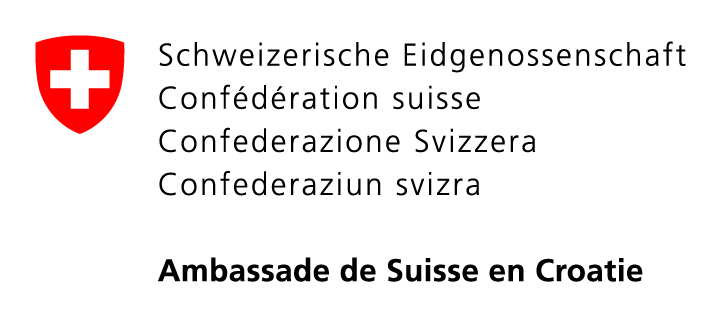 Schweizerische Eidgenossenschaft
Confédération suisse
Confederazione Svizzera
Confederaziun svizra
Ambassade de Suisse en Croatie